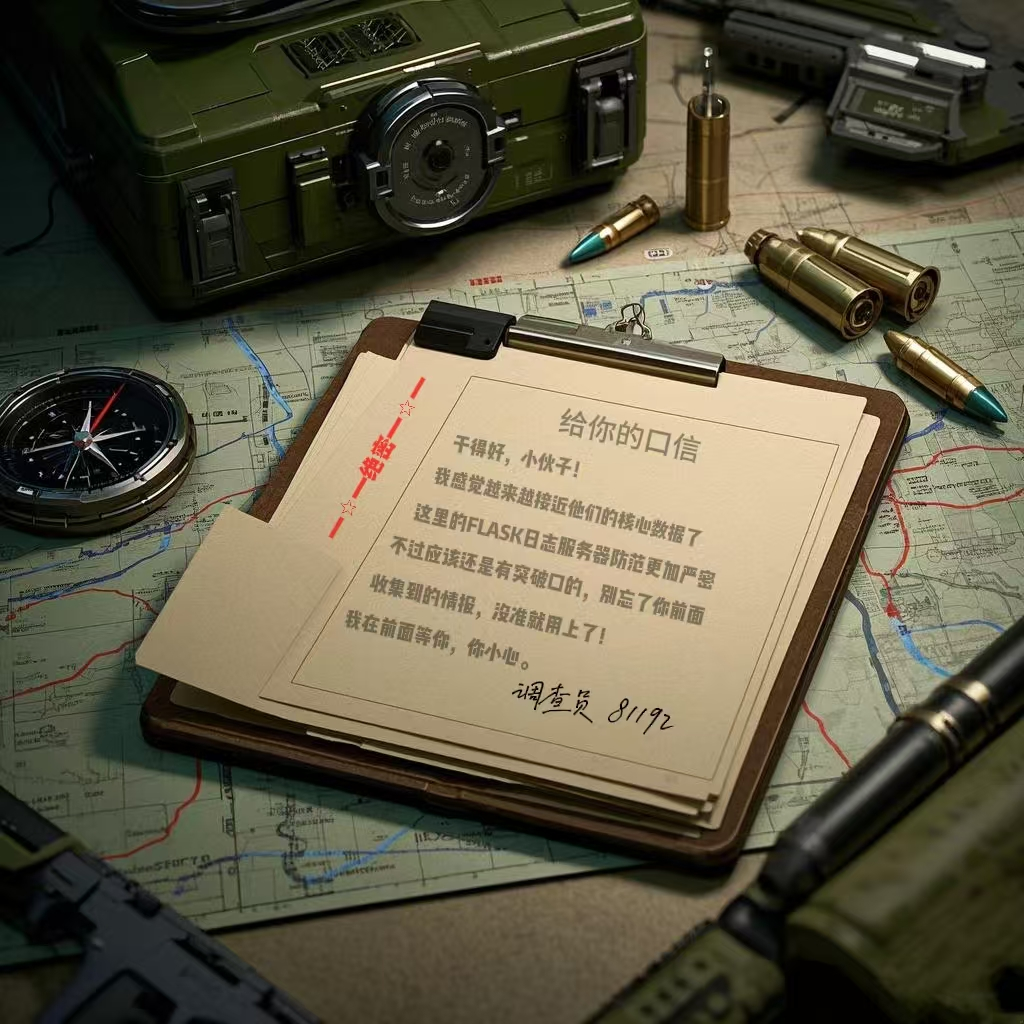 给你的口信
干得好，小伙子！
我感觉越来越接近他们的核心数据了
这里的FLASK日志服务器防范更加严密
不过应该还是有突破口的，别忘了你前面
收集到的情报，没准就用上了！
我在前面等你，你小心。
调查员 81192
—☆—绝密—☆—